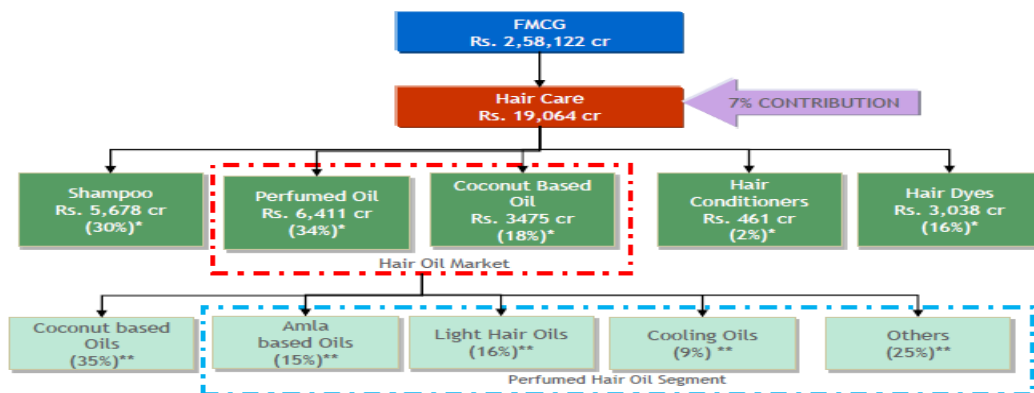 FMCG
Rs. 2,58,122 cr
Hair Care
Rs. 19,064 cr
7% CONTRIBUTION
Shampoo
Rs. 5,678 cr
(30%)*
Perfumed Oil
Rs. 6,411 cr
(34%)*
Coconut Based
Oil
Rs. 3475 cr
(18%)*
Hair
Conditioners
Rs. 461 cr
(2%)*
Hair Dyes
Rs. 3,038 cr
(16%)*
Hair Oil Market
Coconut based
Oils
(35%)**
Amla
based Oils
(15%)**
Light Hair Oils
(16%)**
Cooling Oils
(9%) **
Others
(25%)**
Perfumed Hair Oil Segment